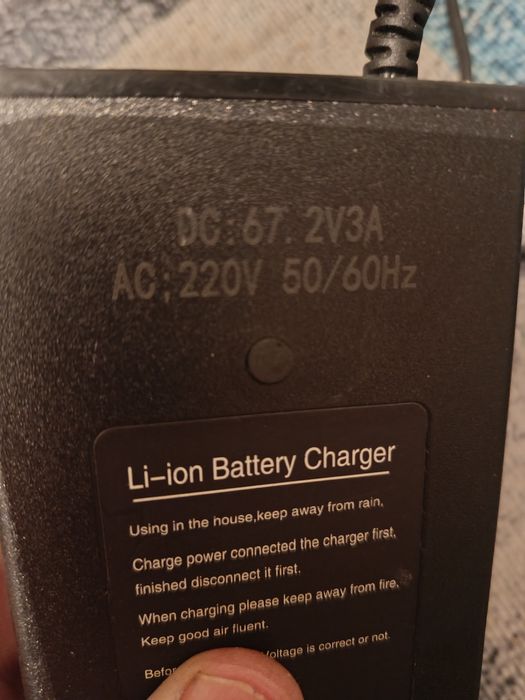 DC:67.2V3A
AC:220V 50/60Hz
Li-ion Battery Charger
Using in the house,keep away from rain,
Charge power connected the charger first,
finished disconnect it first.
When charging please keep away from fire,
Keep good air fluent.
oltage is correct or not.